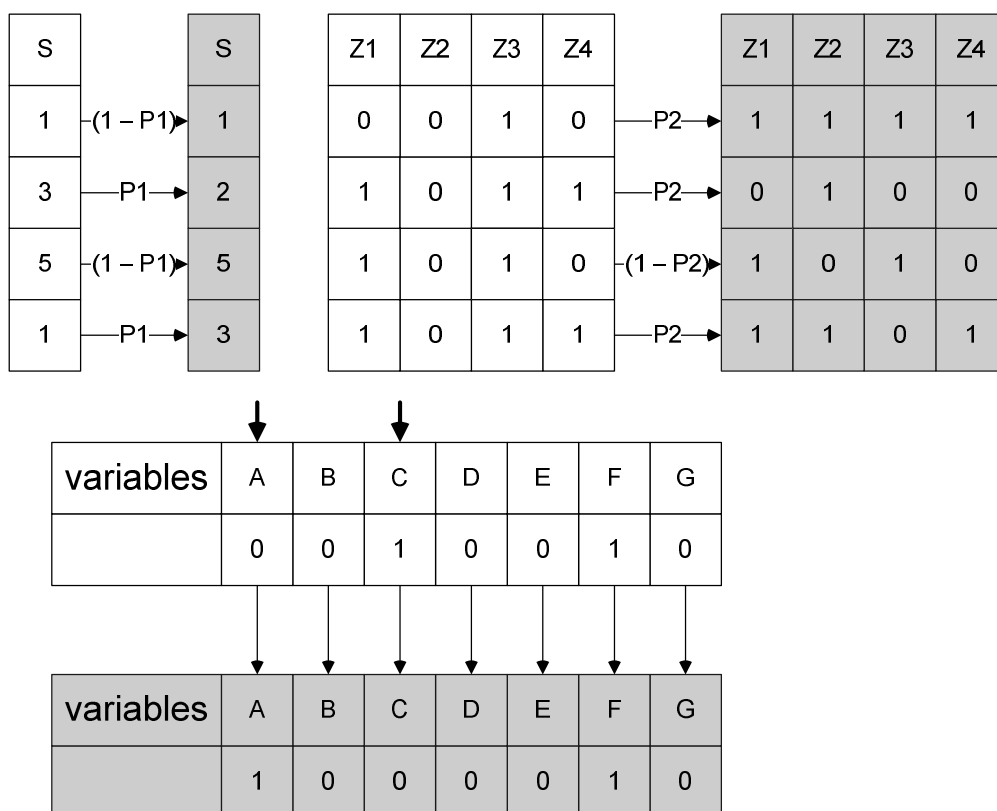 S S Z1 Z2 Z3 Z4 Z1 Z2 Z3 Z4
1 (1 – P1) 1 0 0 1 0 P2 1 1 1 1
3 P1 2 1 0 1 1 P2 0 1 0 0
5 (1 – P1) 5 1 0 1 0 (1 – P2) 1 0 1 0
1 P1 3 1 0 1 1 P2 1 1 0 1
variables A B C D E F G
0 0 1 0 0 1 0
variables A B C D E F G
1 0 0 0 0 1 0